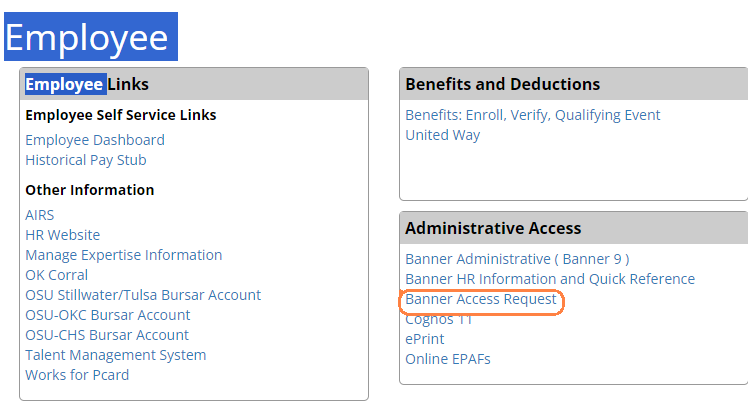 Employee
Employee Links
Employee Self Service Links
Employee Dashboard
Historical Pay Stub
Other Information
AIRS
HR Website
Manage Expertise Information
OK Corral
OSU Stillwater/Tulsa Bursar Account
OSU-OKC Bursar Account
OSU-CHS Bursar Account
Talent Management System
Works for Pcard
Benefits and Deductions
Benefits: Enroll, Verify, Qualifying Event
United Way
Administrative Access
Banner Administrative ( Banner 9 )
Banner HR Information and Quick Reference
Banner Access Request
Cognos 11
ePrint
Online EPAFs